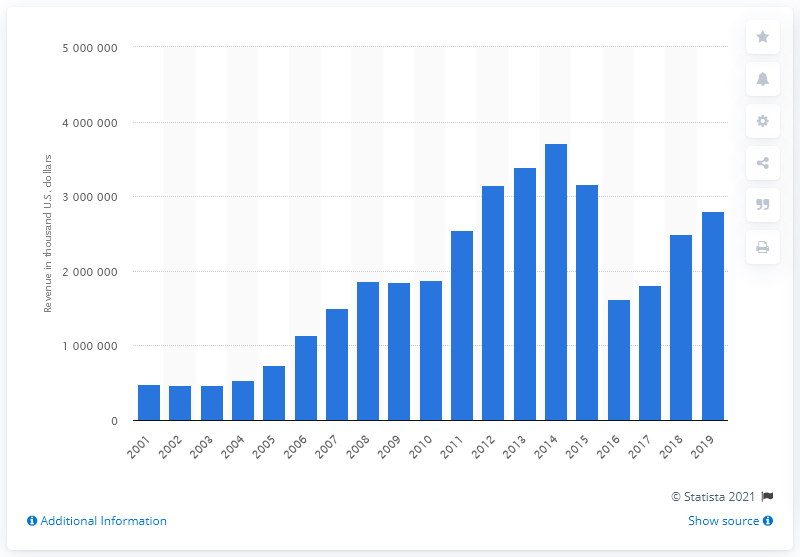 5 000 000
4 000 000
3 000 000
2 000 000
1 000 000
0
Revenue in thousand U.S. dollars
2001 2002 2003 2004 2005 2006 2007 2008 2009 2010 2011 2012 2013 2014 2015 2016 2017 2018 2019
© Statista 2021
Additional Information
Show source